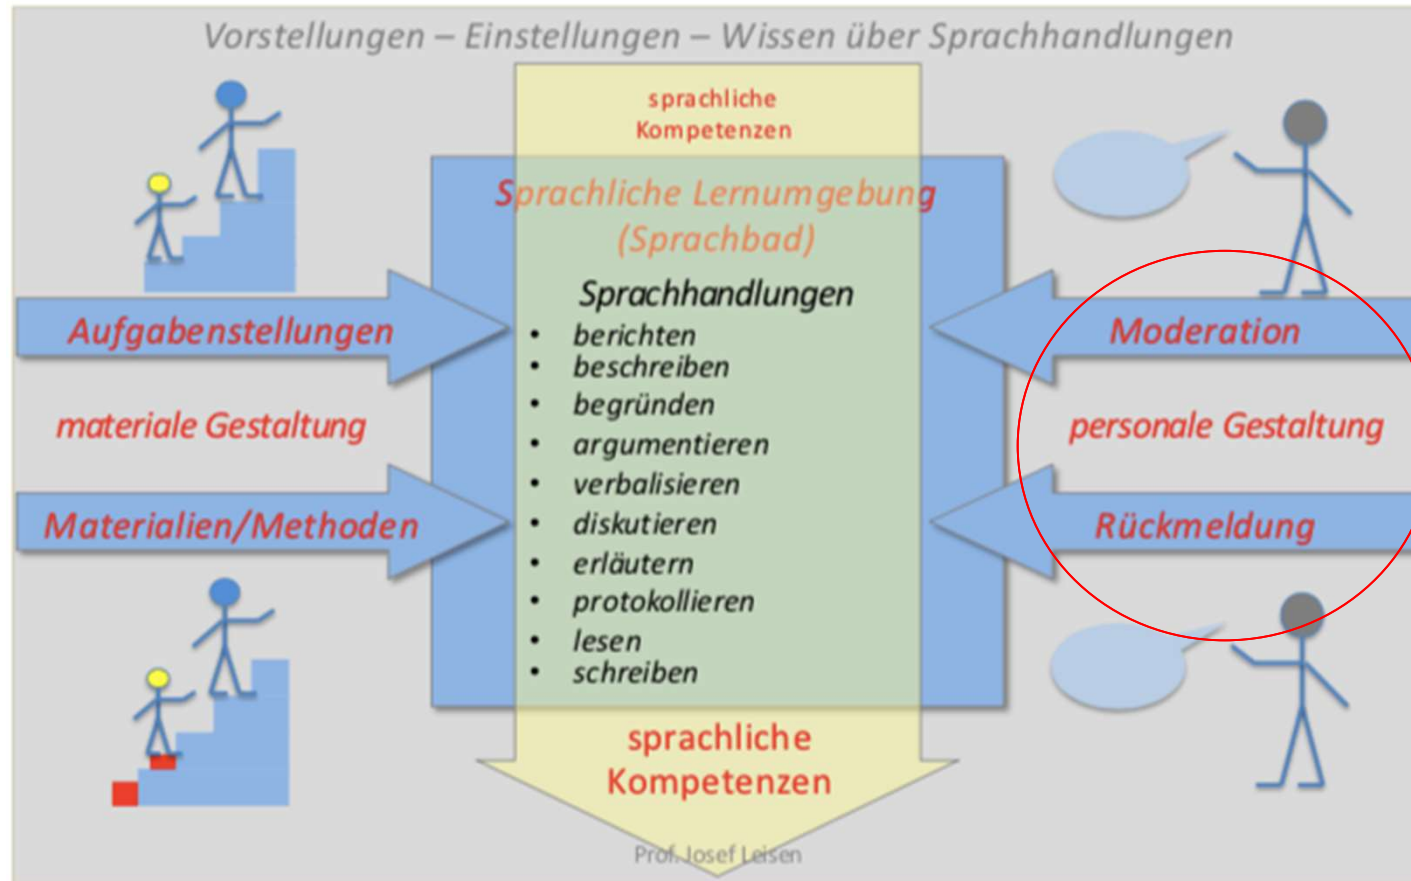 Vorstellungen – Einstellungen – Wissen über Sprachhandlungen
sprachliche
Kompetenzen
Sprachliche Lernumgebung
(Sprachbad)
Sprachhandlungen
• berichten
• beschreiben
• begründen
• argumentieren
• verbalisieren
• diskutieren
• erläutern
• protokollieren
• lesen
• schreiben
Aufgabenstellungen
materiale Gestaltung
Materialien/Methoden
Moderation
personale Gestaltung
Rückmeldung
sprachliche
Kompetenzen
Prof. Josef Leisen